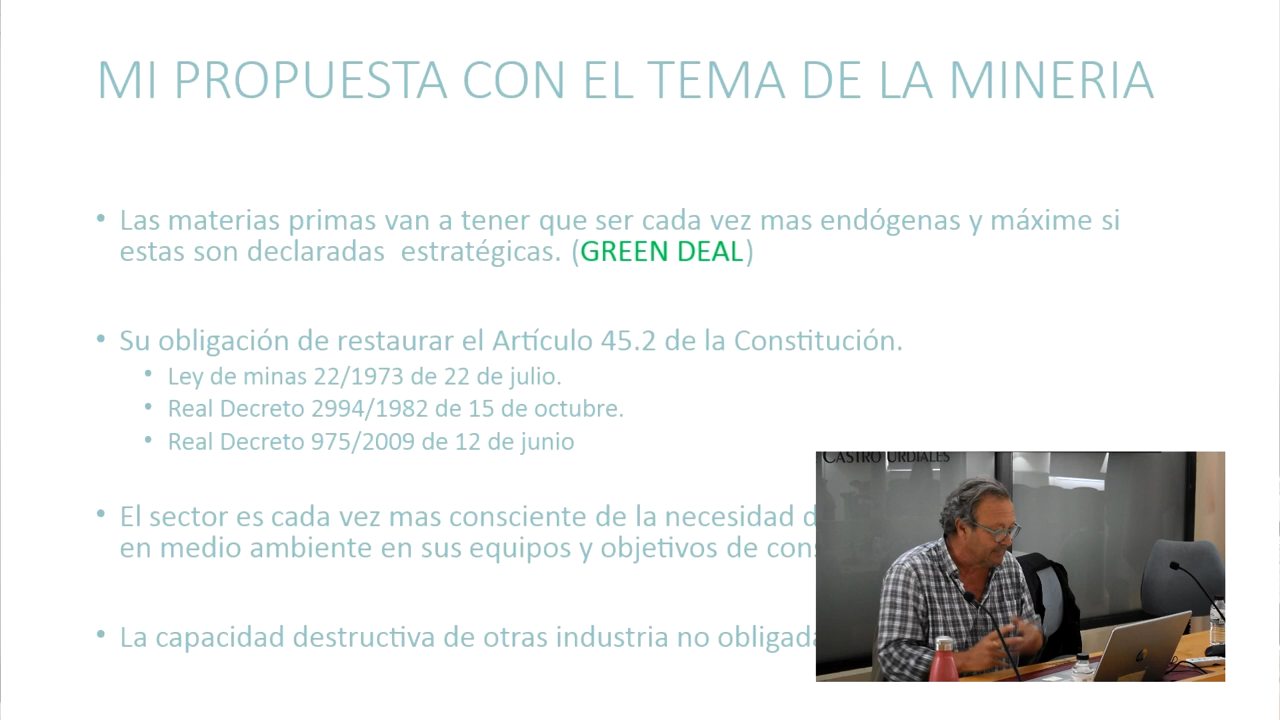 MI PROPUESTA CON EL TEMA DE LA MINERIA
• Las materias primas van a tener que ser cada vez mas endógenas y máxime si
estas son declaradas estratégicas. (GREEN DEAL)
• Su obligación de restaurar el Artículo 45.2 de la Constitución.
• Ley de minas 22/1973 de 22 de julio.
• Real Decreto 2994/1982 de 15 de octubre.
• Real Decreto 975/2009 de 12 de junio
CASTRO URDIALES
• El sector es cada vez mas consciente de la necesidad
en medio ambiente en sus equipos y objetivos de
• La capacidad destructiva de otras industria no